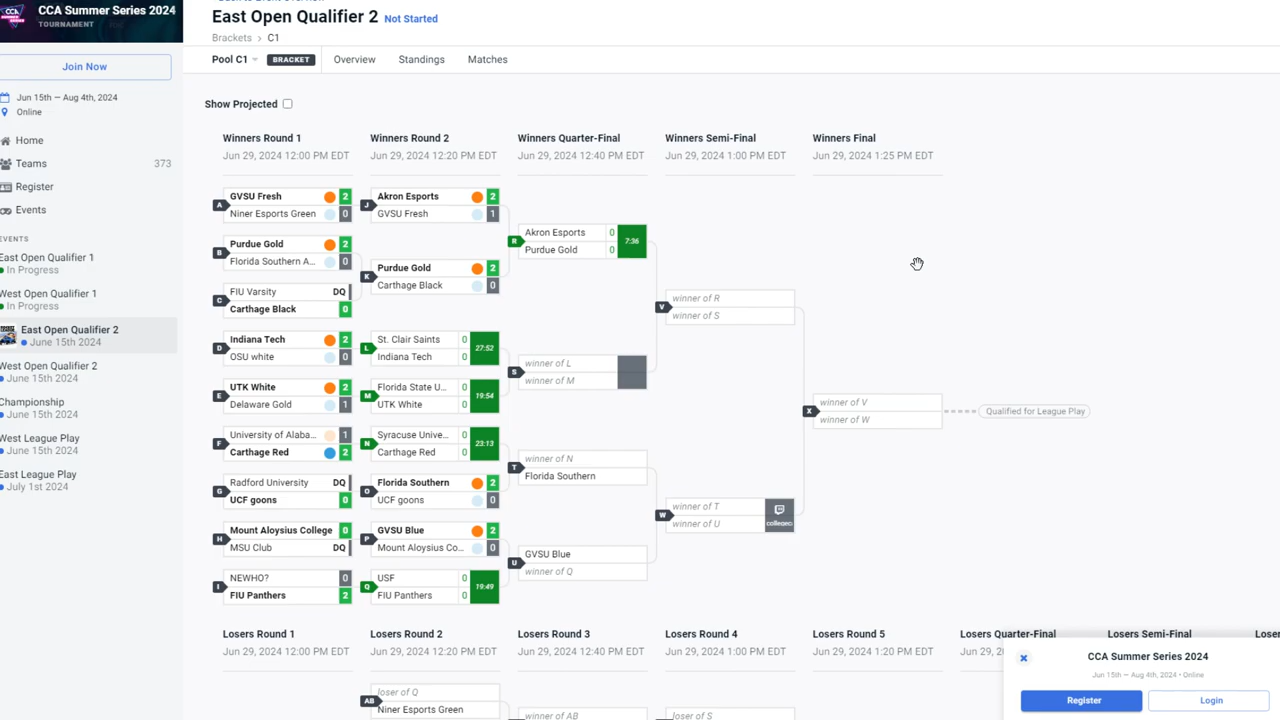 CCA Summer Series 2024
TOURNAMENT
Join Now
Jun 15th — Aug 4th, 2024
Online
Home
Teams 373
Register
Events
EVENTS
East Open Qualifier 1
In Progress
West Open Qualifier 1
In Progress
East Open Qualifier 2
June 15th 2024
West Open Qualifier 2
June 15th 2024
Championship
June 15th 2024
West League Play
June 15th 2024
East League Play
July 1st 2024
East Open Qualifier 2 Not Started
Brackets > C1
Pool C1 BRACKET Overview Standings Matches
Show Projected
Winners Round 1
Jun 29, 2024 12:00 PM EDT
A
GVSU Fresh 2
Niner Esports Green 0
B
Purdue Gold 2
Florida Southern A... 0
C
FIU Varsity DQ
Carthage Black 0
D
Indiana Tech 2
OSU white 0
E
UTK White 2
Delaware Gold 1
F
University of Alaba... 1
Carthage Red 2
G
Radford University DQ
UCF goons 0
H
Mount Aloysius College 0
MSU Club DQ
I
NEWHO? 0
FIU Panthers 2
Winners Round 2
Jun 29, 2024 12:20 PM EDT
J
Akron Esports 2
GVSU Fresh 1
K
Purdue Gold 2
Carthage Black 0
L
St. Clair Saints 0
Indiana Tech 0
27:52
M
Florida State U... 0
UTK White 0
19:54
N
Syracuse Unive... 0
Carthage Red 0
23:13
O
Florida Southern 2
UCF goons 0
P
GVSU Blue 2
Mount Aloysius Co... 0
Q
USF 0
FIU Panthers 0
19:49
Winners Quarter-Final
Jun 29, 2024 12:40 PM EDT
R
Akron Esports 0
Purdue Gold 0
7:36
S
winner of L
winner of M
T
winner of N
Florida Southern
U
GVSU Blue
winner of Q
Winners Semi-Final
Jun 29, 2024 1:00 PM EDT
V
winner of R
winner of S
W
winner of T
winner of U
Winners Final
Jun 29, 2024 1:25 PM EDT
X
winner of V
winner of W
Qualified for League Play
Losers Round 1
Jun 29, 2024 12:00 PM EDT
Losers Round 2
Jun 29, 2024 12:20 PM EDT
AB
loser of Q
Niner Esports Green
Losers Round 3
Jun 29, 2024 12:40 PM EDT
winner of AB
Losers Round 4
Jun 29, 2024 1:00 PM EDT
loser of S
Losers Round 5
Jun 29, 2024 1:20 PM EDT
Losers Quarter-Final
Jun 29, 20
Losers Semi-Final
CCA Summer Series 2024
Jun 15th — Aug 4th, 2024 • Online
Register
Login